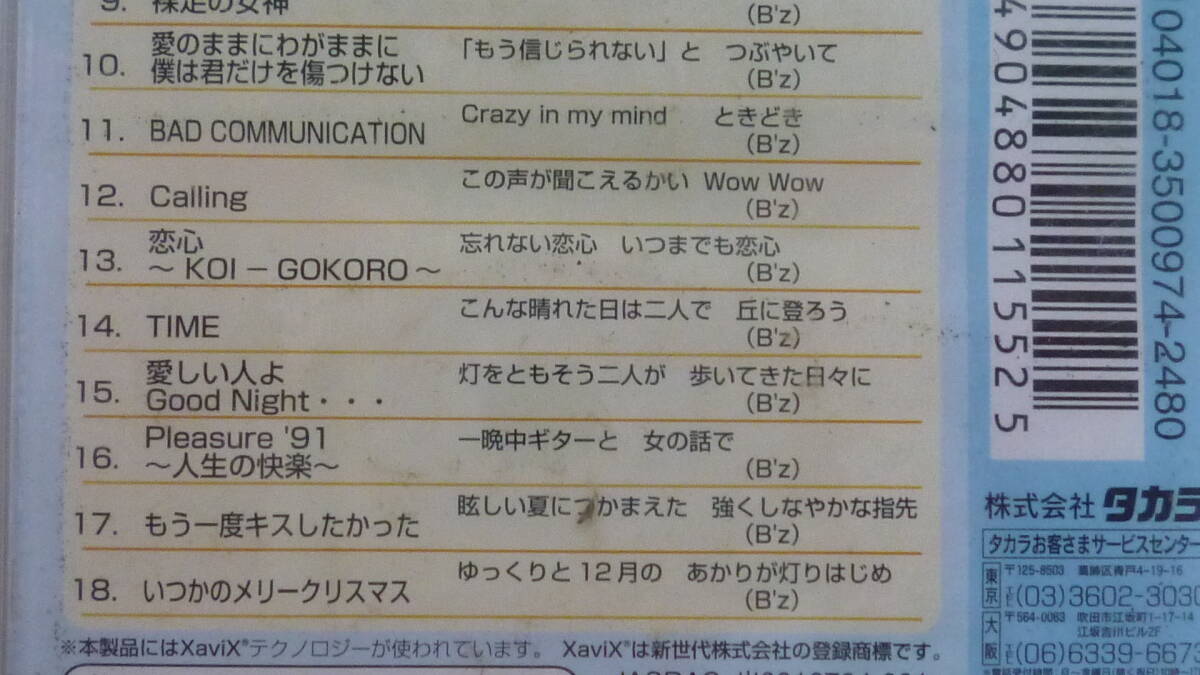 9. 裸足の女神
(B'z)
10. 愛のままにわがままに
僕は君だけを傷つけない
「もう信じられない」と つぶやいて
(B'z)
11. BAD COMMUNICATION
Crazy in my mind ときどき
(B'z)
12. Calling
この声が聞こえるかい Wow Wow
(B'z)
13. 恋心
～ KOI－GOKORO～
忘れない恋心 いつまでも恋心
(B'z)
14. TIME
こんな晴れた日は二人で 丘に登ろう
(B'z)
15. 愛しい人よ
Good Night・・・
灯をともそう二人が 歩いてきた日々に
(B'z)
16. Pleasure '91
～人生の快楽～
一晩中ギターと 女の話で
(B'z)
17. もう一度キスしたかった
眩しい夏につかまえた 強くしなやかな指先
(B'z)
18. いつかのメリークリスマス
ゆっくりと12月の あかりが灯りはじめ
(B'z)
※本製品にはXaviX®テクノロジーが使われています。 XaviX®は新世代株式会社の登録商標です。
4904880115525
04018-3500974-2480
株式会社 タカラ
タカラお客さまサービスセンター
東京 〒125-8503 葛飾区青戸4-19-16
TEL(03)3602-3030
大阪 〒564-0063 吹田市江坂町1-17-14
江坂吉川ビル2F
TEL(06)6339-6673